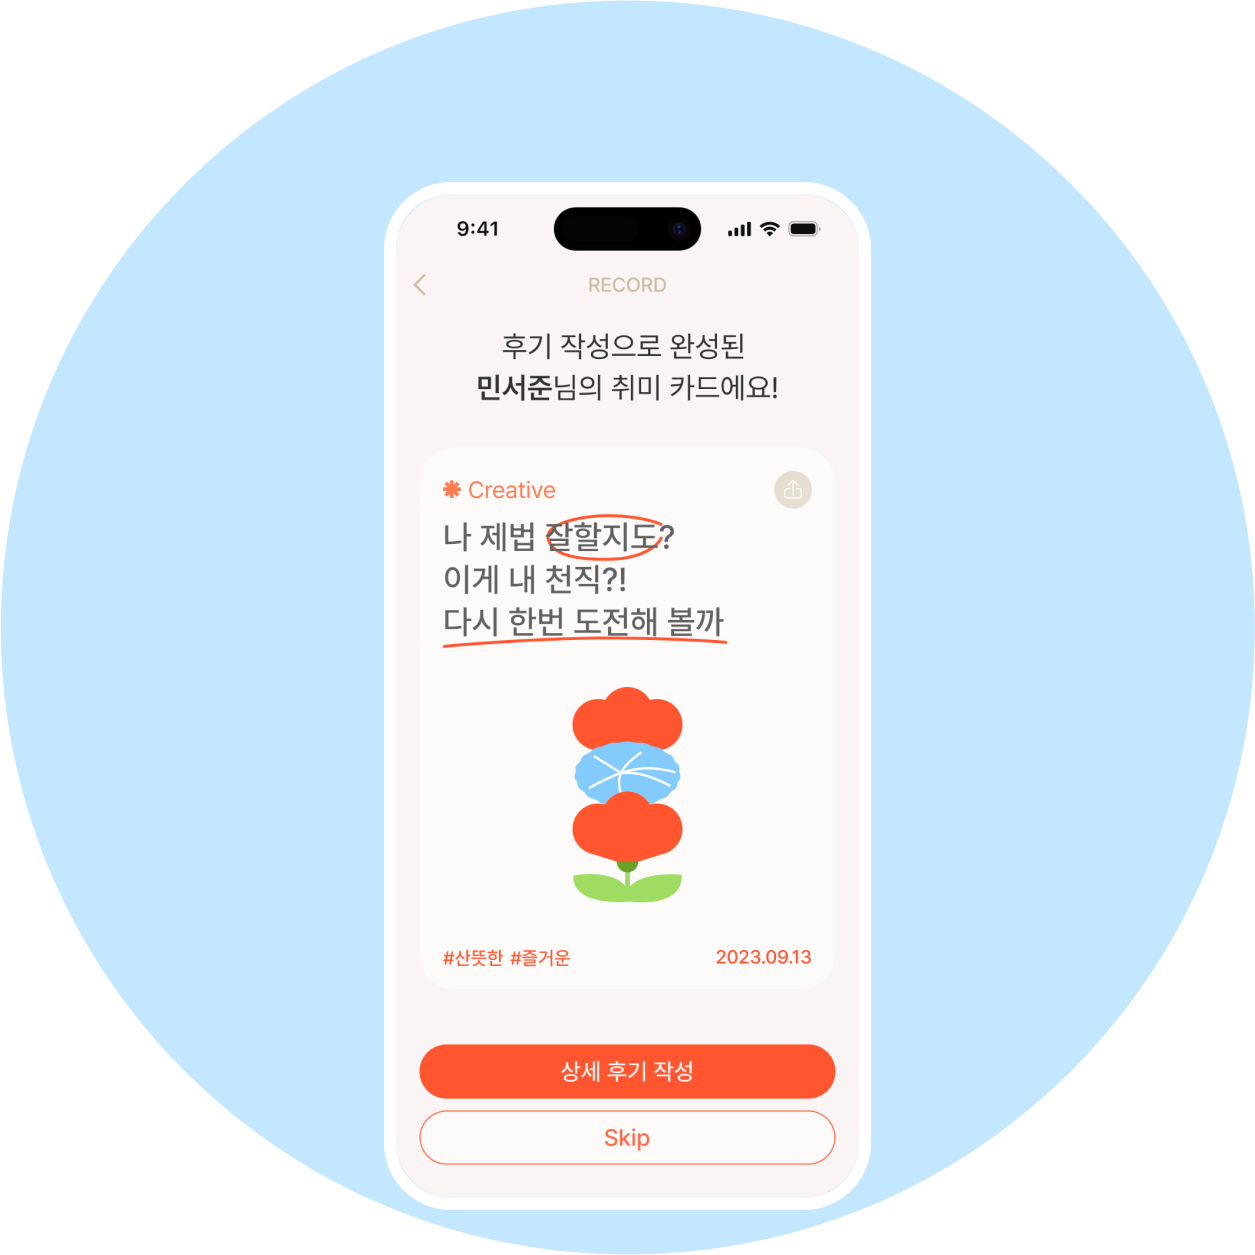 9:41
RECORD
후기 작성으로 완성된
민서준님의 취미 카드에요!
Creative
나 제법 잘할지도?
이게 내 천직?!
다시 한번 도전해 볼까
#산뜻한 #즐거운
2023.09.13
상세 후기 작성
Skip